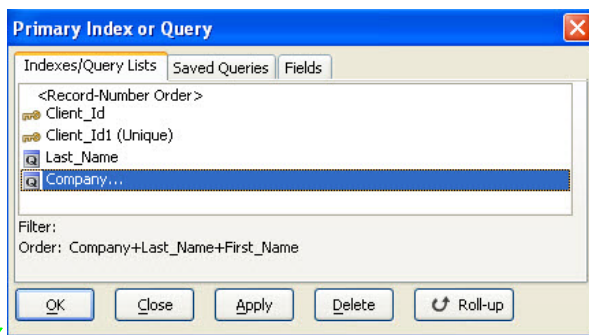 Primary Index or Query
Indexes/Query Lists Saved Queries Fields
<Record-Number Order>
Client_Id
Client_Id1 (Unique)
Last_Name
Company...
Filter:
Order: Company+Last_Name+First_Name
OK Close Apply Delete Roll-up